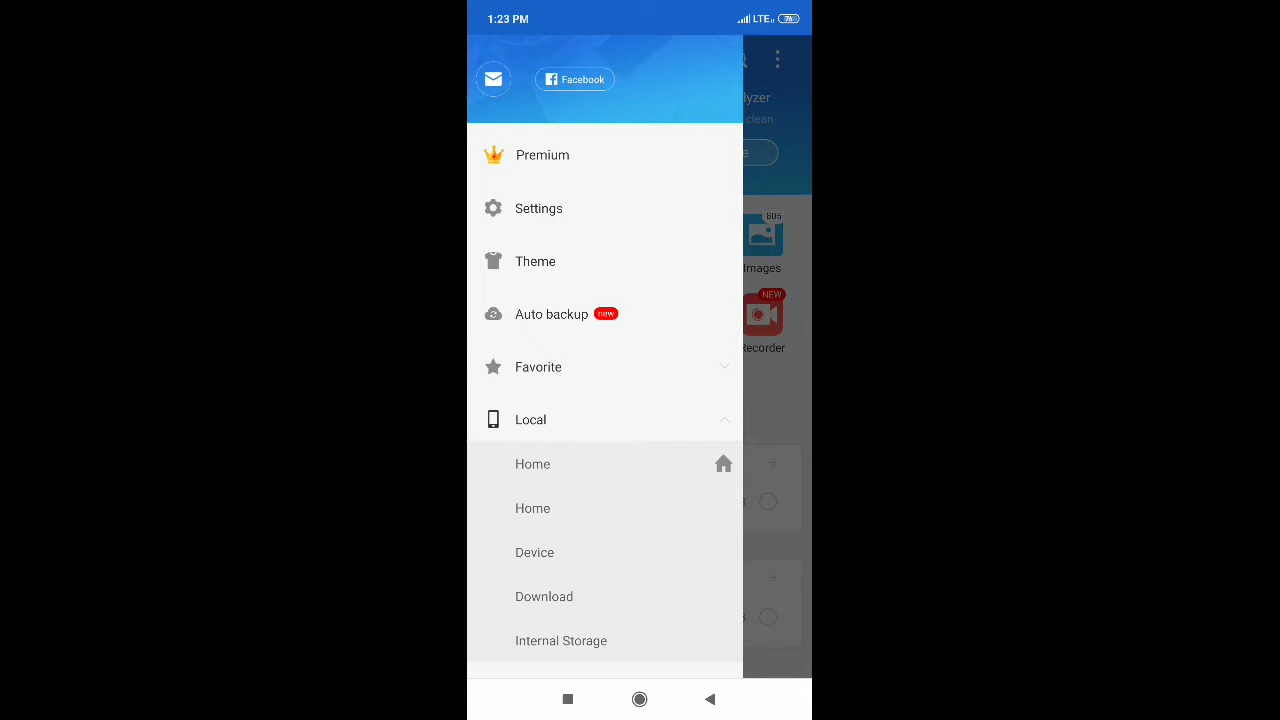 1:23 PM
LTE 76
Facebook
lyzer
clean
Premium
805
Settings
Theme
Images
NEW
Auto backup new
Recorder
Favorite
Local
Home
Home
Device
Download
Internal Storage